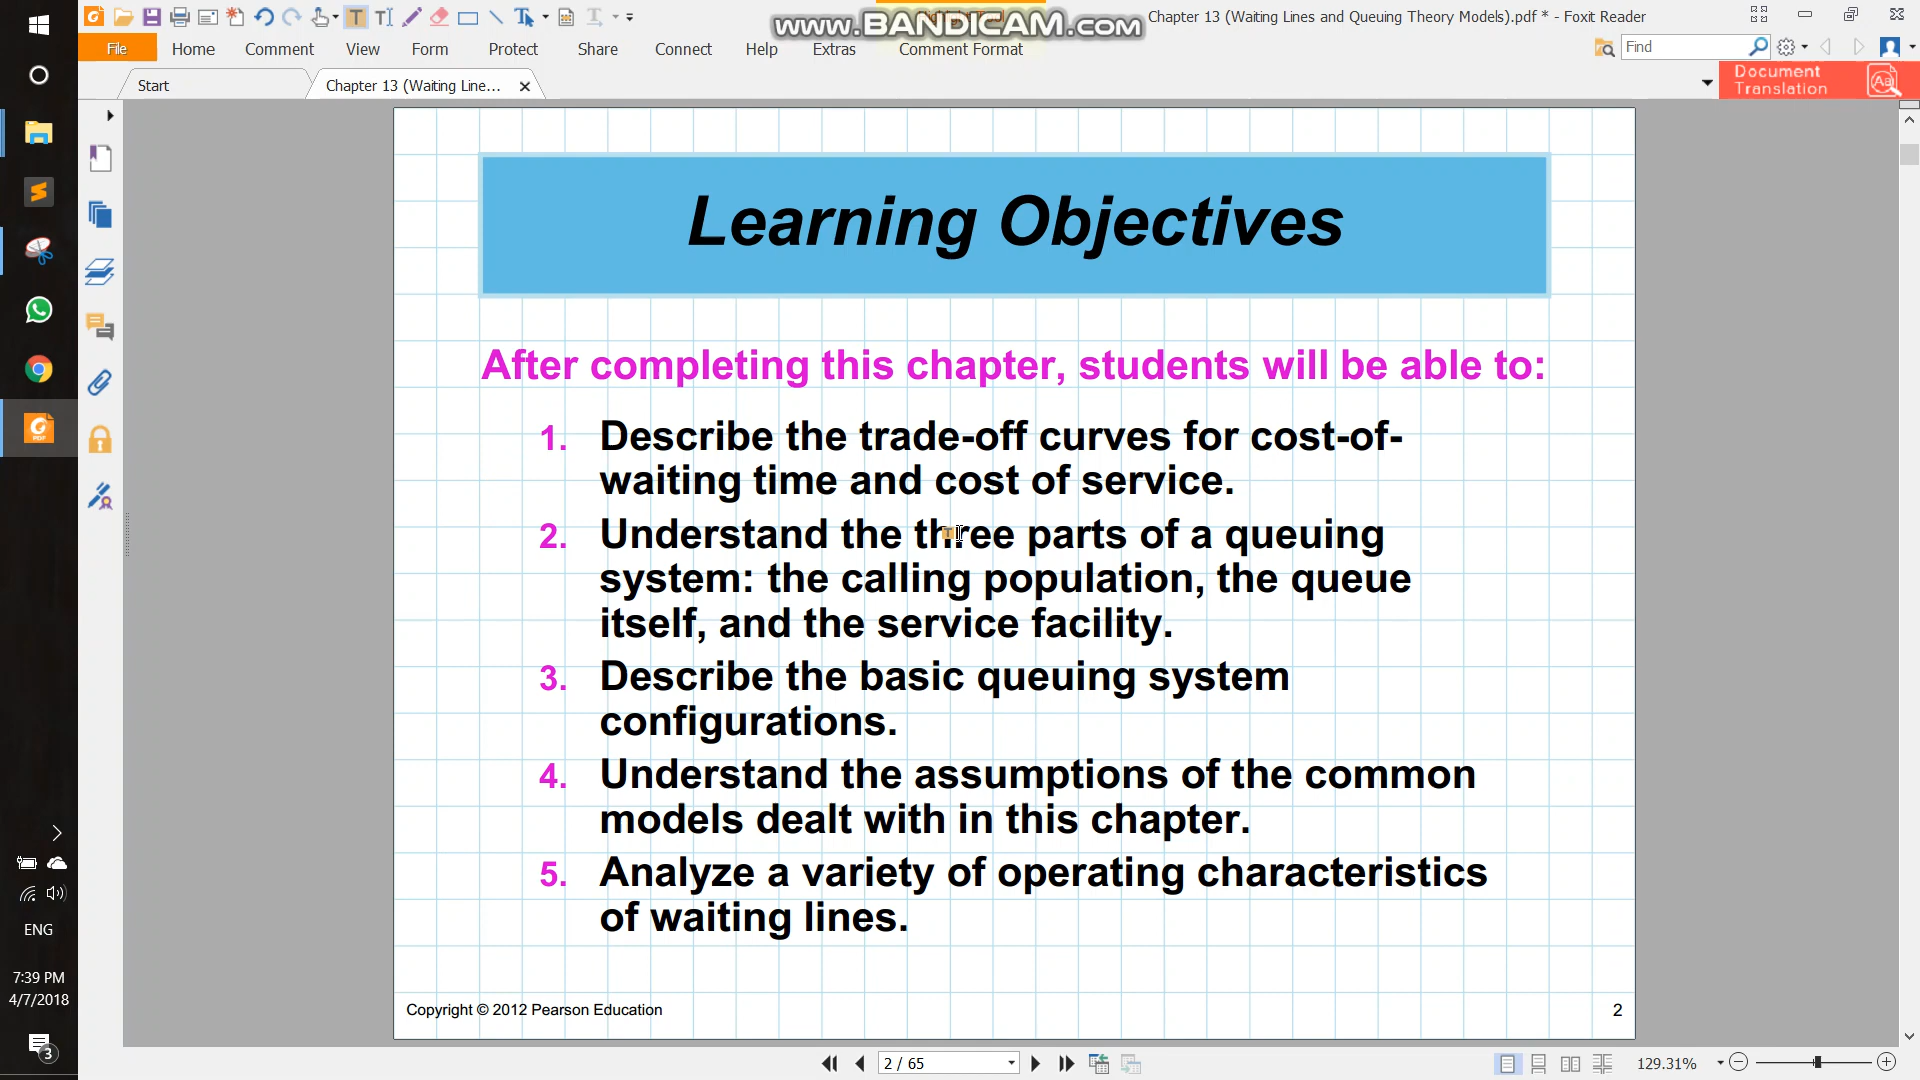 www.BANDICAM.com
Chapter 13 (Waiting Lines and Queuing Theory Models).pdf * - Foxit Reader
File Home Comment View Form Protect Share Connect Help Extras Comment Format
Find
Start
Chapter 13 (Waiting Line...
Document
Translation
Learning Objectives
After completing this chapter, students will be able to:
1. Describe the trade-off curves for cost-of-
waiting time and cost of service.
2. Understand the three parts of a queuing
system: the calling population, the queue
itself, and the service facility.
3. Describe the basic queuing system
configurations.
4. Understand the assumptions of the common
models dealt with in this chapter.
5. Analyze a variety of operating characteristics
of waiting lines.
Copyright © 2012 Pearson Education
2
ENG
7:39 PM
4/7/2018
3
2 / 65
129.31%